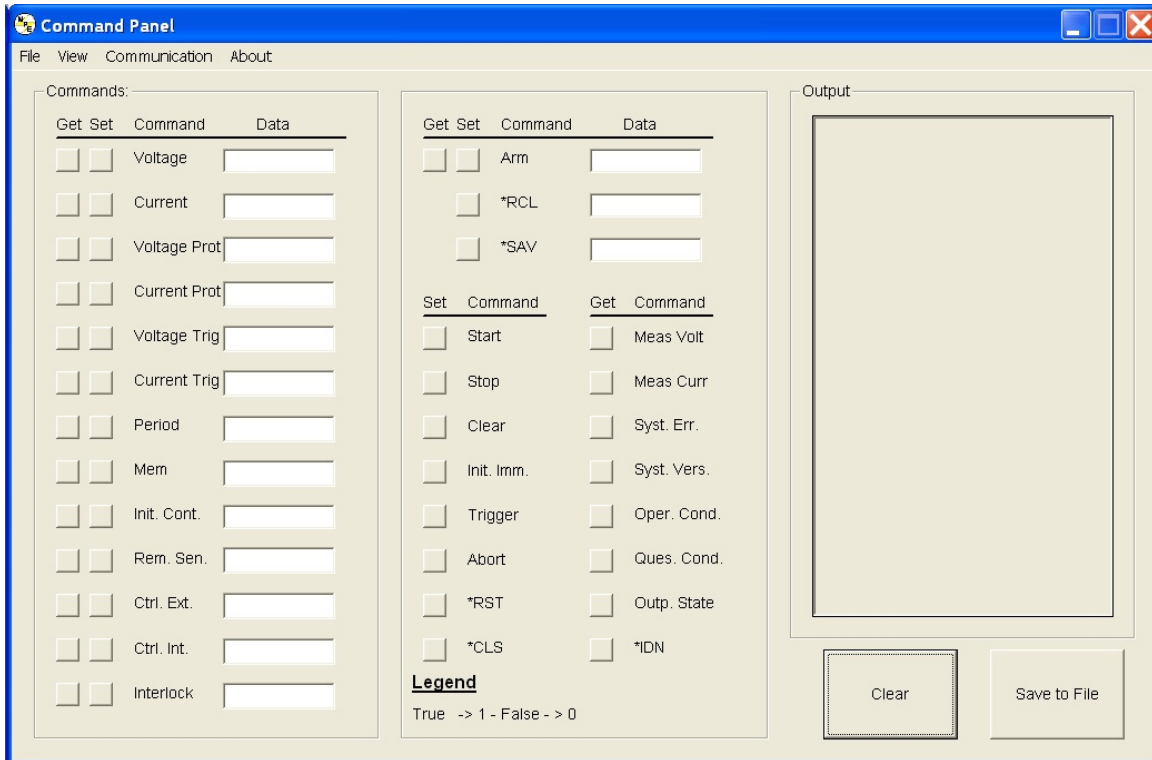 Command Panel
File View Communication About
Commands:
Get Set Command Data
Voltage
Current
Voltage Prot
Current Prot
Voltage Trig
Current Trig
Period
Mem
Init. Cont.
Rem. Sen.
Ctrl. Ext.
Ctrl. Int.
Interlock
Get Set Command Data
Arm
*RCL
*SAV
Set Command Get Command
Start Meas Volt
Stop Meas Curr
Clear Syst. Err.
Init. Imm. Syst. Vers.
Trigger Oper. Cond.
Abort Ques. Cond.
*RST Outp. State
*CLS *IDN
Legend
True -> 1 - False - > 0
Output
Clear Save to File